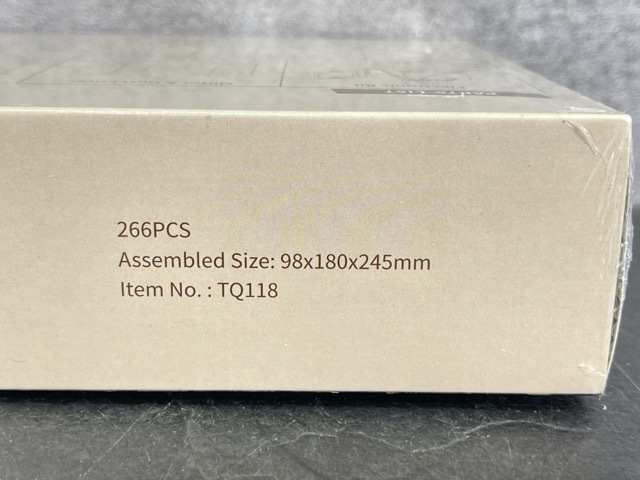 266PCS
Assembled Size: 98x180x245mm
Item No. : TQ118